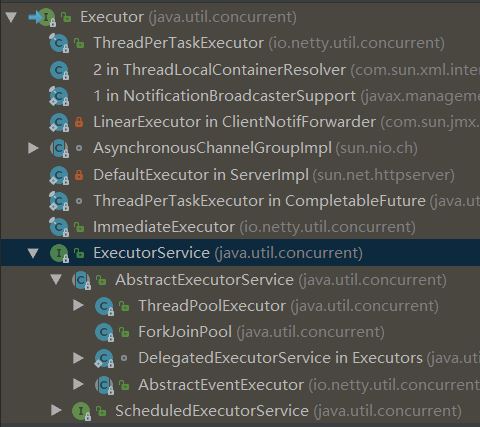 Executor (java.util.concurrent)
ThreadPerTaskExecutor (io.netty.util.concurrent)
2 in ThreadLocalContainerResolver (com.sun.xml.inter
1 in NotificationBroadcasterSupport (javax.manageme
LinearExecutor in ClientNotifForwarder (com.sun.jmx.
AsynchronousChannelGroupImpl (sun.nio.ch)
DefaultExecutor in ServerImpl (sun.net.httpserver)
ThreadPerTaskExecutor in CompletableFuture (java.ut
ImmediateExecutor (io.netty.util.concurrent)
ExecutorService (java.util.concurrent)
AbstractExecutorService (java.util.concurrent)
ThreadPoolExecutor (java.util.concurrent)
ForkJoinPool (java.util.concurrent)
DelegatedExecutorService in Executors (java.util.c
AbstractEventExecutor (io.netty.util.concurrent
ScheduledExecutorService (java.util.concurrent)